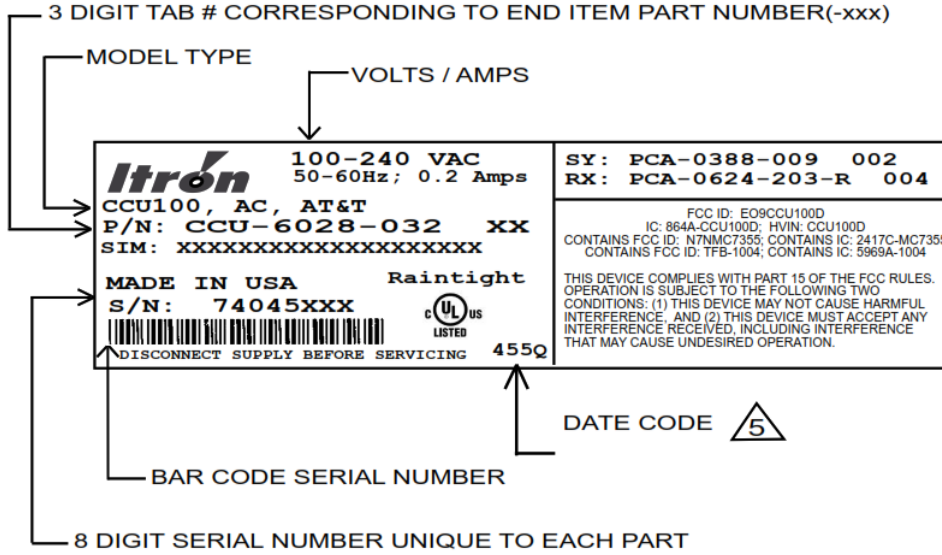 3 DIGIT TAB # CORRESPONDING TO END ITEM PART NUMBER(-xxx)
MODEL TYPE
VOLTS / AMPS
Itron
100-240 VAC
50-60Hz; 0.2 Amps
CCU100, AC, AT&T
P/N: CCU-6028-032 XX
SIM: XXXXXXXXXXXXXXXXXXXX
MADE IN USA
Raintight
S/N: 74045XXX
C UL US
LISTED
DISCONNECT SUPPLY BEFORE SERVICING
455Q
SY: PCA-0388-009 002
RX: PCA-0624-203-R 004
FCC ID: EO9CCU100D
IC: 864A-CCU100D; HVIN: CCU100D
CONTAINS FCC ID: N7NMC7355; CONTAINS IC: 2417C-MC7355
CONTAINS FCC ID: TFB-1004; CONTAINS IC: 5969A-1004
THIS DEVICE COMPLIES WITH PART 15 OF THE FCC RULES.
OPERATION IS SUBJECT TO THE FOLLOWING TWO
CONDITIONS: (1) THIS DEVICE MAY NOT CAUSE HARMFUL
INTERFERENCE, AND (2) THIS DEVICE MUST ACCEPT ANY
INTERFERENCE RECEIVED, INCLUDING INTERFERENCE
THAT MAY CAUSE UNDESIRED OPERATION.
DATE CODE 5
BAR CODE SERIAL NUMBER
8 DIGIT SERIAL NUMBER UNIQUE TO EACH PART